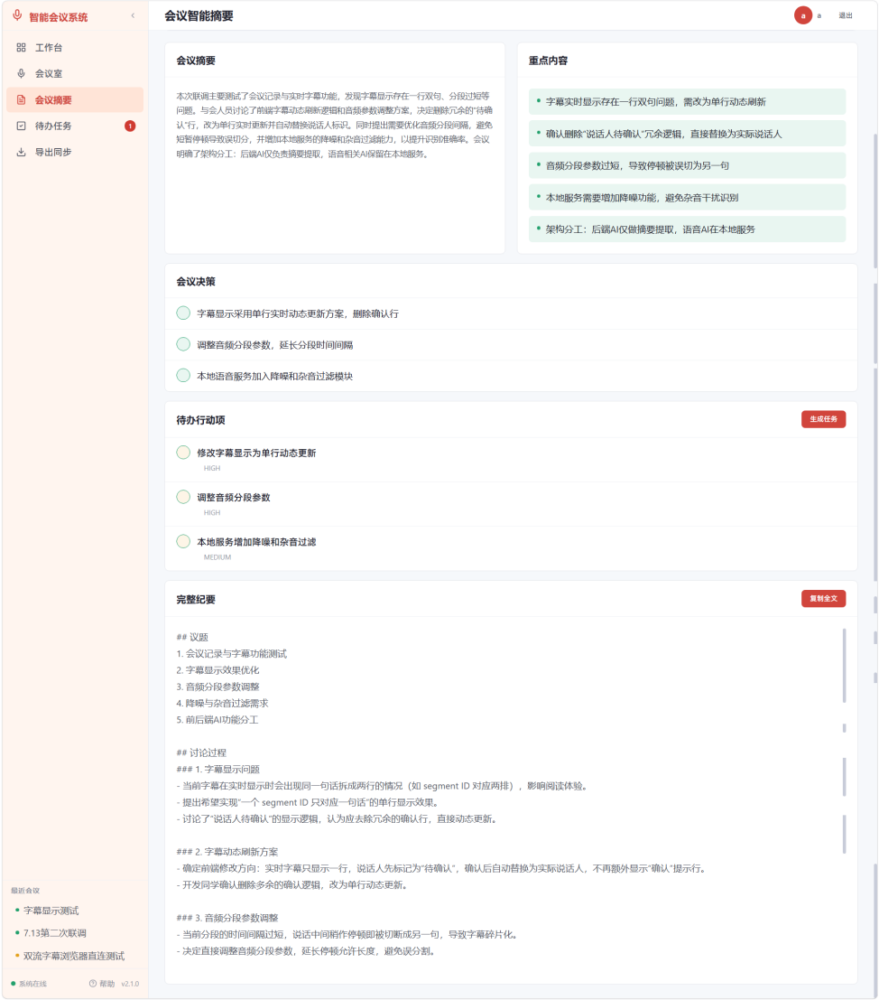 智能会议系统
工作台
会议室
会议摘要
待办任务
1
导出同步
最近会议
字幕显示测试
7.13第二次联调
双流字幕浏览器直连测试
系统在线
帮助
v2.1.0
会议智能摘要
a
a
退出
会议摘要
本次联调主要测试了会议记录与实时字幕功能，发现字幕显示存在一行双句、分段过短等
问题。与会人员讨论了前端字幕动态刷新逻辑和音频参数调整方案，决定删除冗余的“待确
认”行，改为单行实时更新并自动替换说话人标识。同时提出需要优化音频分段间隔，避免
短暂停顿导致误切分，并增加本地服务的降噪和杂音过滤能力，以提升识别准确率。会议
明确了架构分工：后端AI仅负责摘要提取，语音相关AI保留在本地服务。
重点内容
字幕实时显示存在一行双句问题，需改为单行动态刷新
确认删除“说话人待确认”冗余逻辑，直接替换为实际说话人
音频分段参数过短，导致停顿被误切为另一句
本地服务需要增加降噪功能，避免杂音干扰识别
架构分工：后端AI仅做摘要提取，语音AI在本地服务
会议决策
字幕显示采用单行实时动态更新方案，删除确认行
调整音频分段参数，延长分段时间间隔
本地语音服务加入降噪和杂音过滤模块
待办行动项
生成任务
修改字幕显示为单行动态更新
HIGH
调整音频分段参数
HIGH
本地服务增加降噪和杂音过滤
MEDIUM
完整纪要
复制全文
## 议题
1. 会议记录与字幕功能测试
2. 字幕显示效果优化
3. 音频分段参数调整
4. 降噪与杂音过滤需求
5. 前后端AI功能分工
## 讨论过程
### 1. 字幕显示问题
- 当前字幕在实时显示时会出现同一句话拆成两行的情况（如 segment ID 对应两排），影响阅读体验。
- 提出希望实现“一个 segment ID 只对应一句话”的单行显示效果。
- 讨论了“说话人待确认”的显示逻辑，认为应去除冗余的确认行，直接动态更新。
### 2. 字幕动态刷新方案
- 确定前端修改方向：实时字幕只显示一行，说话人先标记为“待确认”，确认后自动替换为实际说话人，不再额外显示“确认”提示行。
- 开发同学确认删除多余的确认逻辑，改为单行动态更新。
### 3. 音频分段参数调整
- 当前分段的时间间隔过短，说话中间稍作停顿即被切断成另一句，导致字幕碎片化。
- 决定直接调整音频分段参数，延长停顿允许长度，避免误分割。